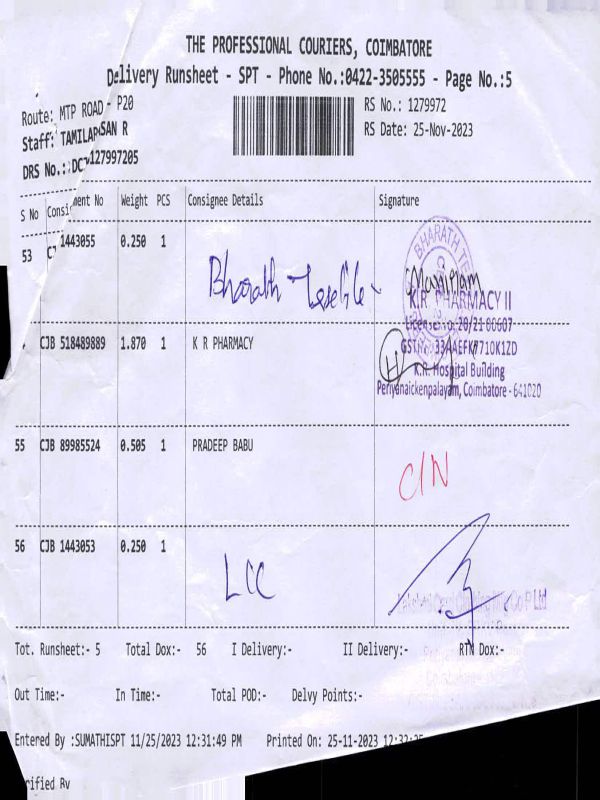 THE PROFESSIONAL COURIERS, COIMBATORE
Delivery Runsheet - SPT - Phone No.:0422-3505555 - Page No.:5
Route: MTP ROAD - P20
RS No.: 1279972
Staff: TAMILARASAN R
RS Date: 25-Nov-2023
DRS No.: 127997205
S No Weight PCS Consignee Details Signature
53 1443055 0.250 1 Bharath
BHARATH
K.R. PHARMACY II
CJB 518489889 1.870 1 K R PHARMACY
K.R. Hospital Building
Periyanaickenpalayam, Coimbatore - 641020
55 CJB 89985524 0.505 1 PRADEEP BABU
56 CJB 1443053 0.250 1 LCC
Tot. Runsheet:- 5 Total Dox:- 56 I Delivery:- II Delivery:- RTN Dox:-
Out Time:- In Time:- Total POD:- Delvy Points:-
Entered By :SUMATHISPT 11/25/2023 12:31:49 PM Printed On: 25-11-2023
rified By